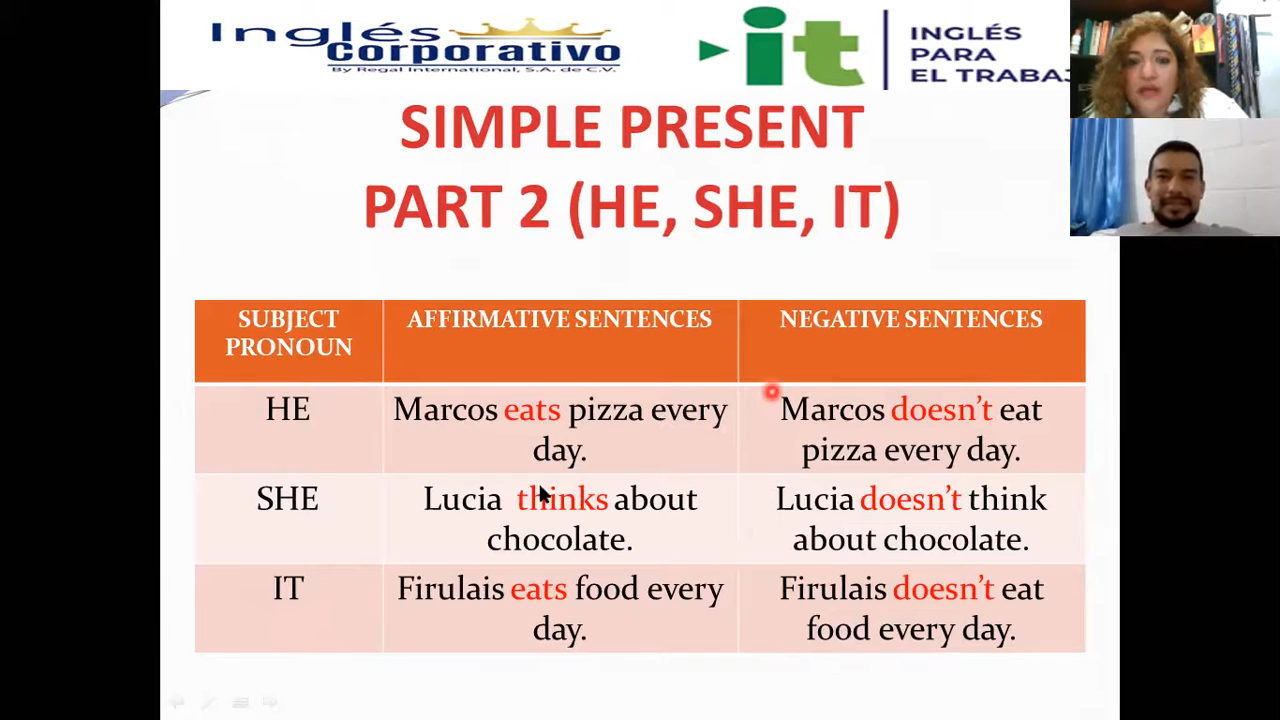 Inglés
Corporativo
By Regal International, S.A. de C.V.
it
INGLÉS
PARA
EL TRABAJ
SIMPLE PRESENT
PART 2 (HE, SHE, IT)
SUBJECT
PRONOUN
AFFIRMATIVE SENTENCES
NEGATIVE SENTENCES
HE
Marcos eats pizza every
day.
Marcos doesn’t eat
pizza every day.
SHE
Lucia thinks about
chocolate.
Lucia doesn’t think
about chocolate.
IT
Firulais eats food every
day.
Firulais doesn’t eat
food every day.